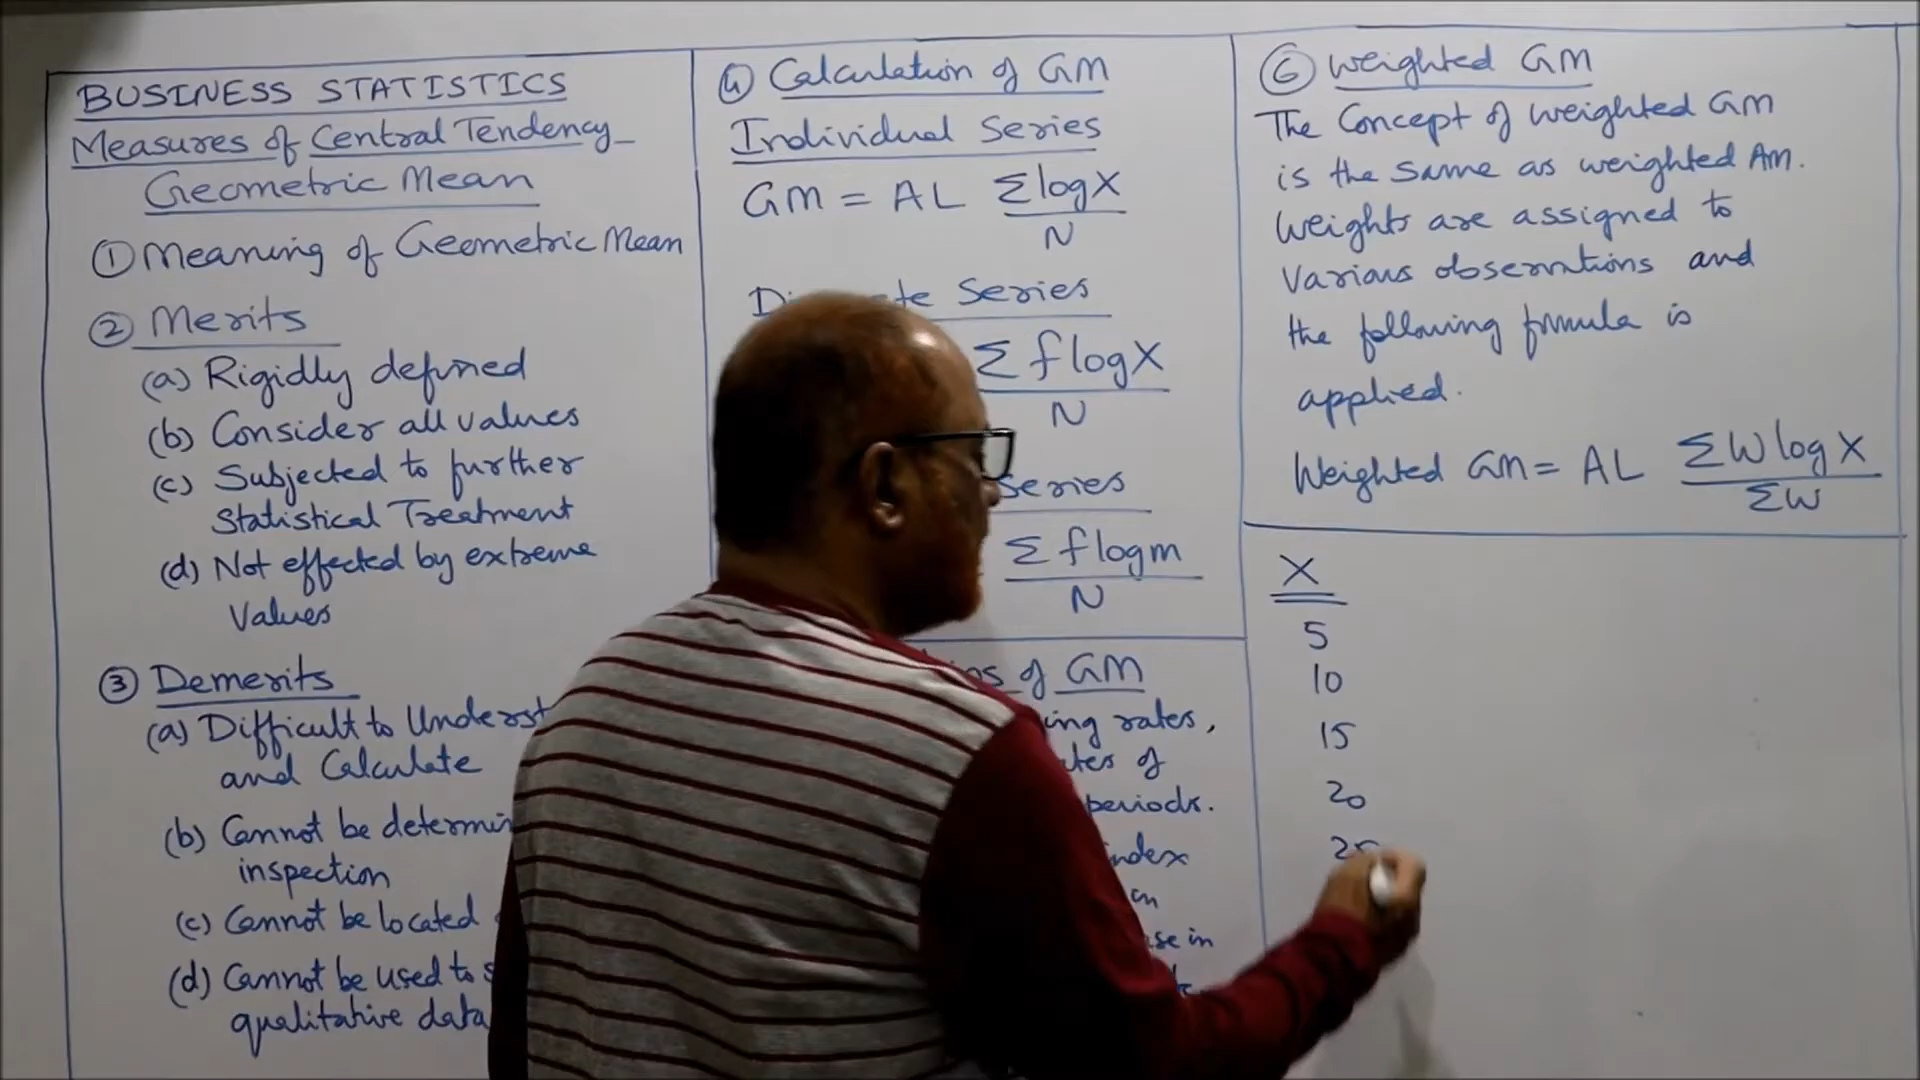 BUSINESS STATISTICS
Measures of Central Tendency
Geometric Mean
① Meaning of Geometric Mean
② Merits
(a) Rigidly defined
(b) Consider all values
(c) Subjected to further
Statistical Treatment
(d) Not effected by extreme
Values
③ Demerits
(a) Difficult to
and Calculate
(b) Cannot be
inspection
(c) Cannot be located
(d) Cannot be used to
qualitative data
④ Calculation of GM
Individual Series
GM = AL Σ log X
N
Series
Σ f log X
N
Series
Σ f log m
N
of GM
rates,
of
periods.
index
in
⑥ Weighted GM
The Concept of Weighted GM
is the same as weighted AM.
Weights are assigned to
Various observations and
the following formula is
applied.
Weighted GM = AL Σ W log X
ΣW
X
5
10
15
20
25